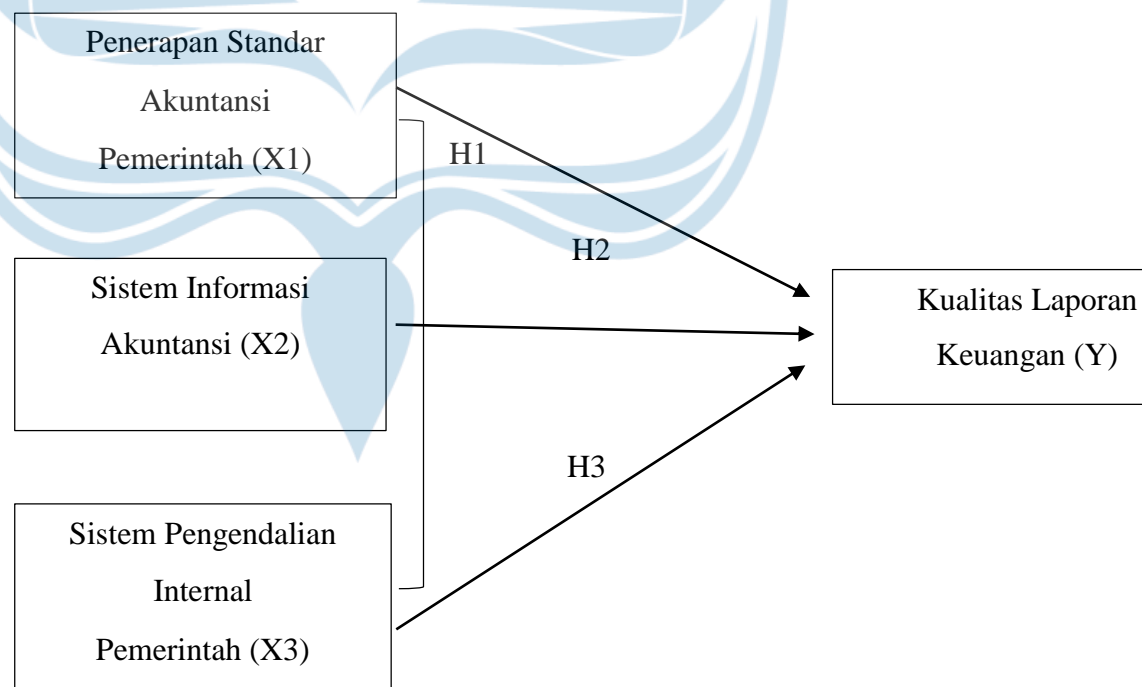 Penerapan Standar
Akuntansi
Pemerintah (X1)
H1
H2
Sistem Informasi
Akuntansi (X2)
Kualitas Laporan
Keuangan (Y)
H3
Sistem Pengendalian
Internal
Pemerintah (X3)